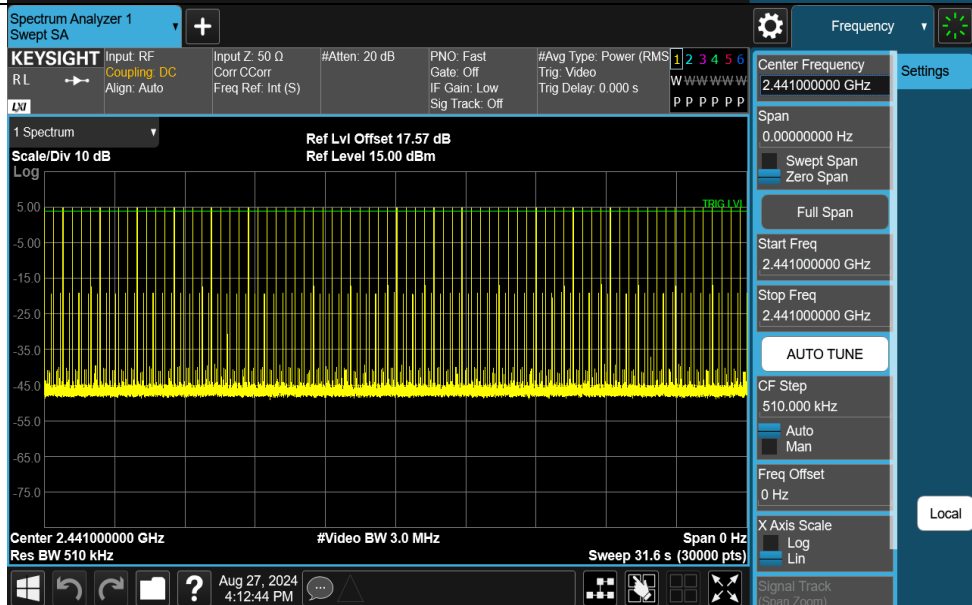 Spectrum Analyzer 1
Swept SA
+
Frequency
KEYSIGHT
RL
LXI
Input: RF
Coupling: DC
Align: Auto
Input Z: 50 Ω
Corr CCorr
Freq Ref: Int (S)
#Atten: 20 dB
PNO: Fast
Gate: Off
IF Gain: Low
Sig Track: Off
#Avg Type: Power (RMS
Trig: Video
Trig Delay: 0.000 s
1 2 3 4 5 6
W W W W W W
P P P P P P
1 Spectrum
Scale/Div 10 dB
Log
Ref Lvl Offset 17.57 dB
Ref Level 15.00 dBm
TRIG LVL
5.00
-5.00
-15.0
-25.0
-35.0
-45.0
-55.0
-65.0
-75.0
Center 2.441000000 GHz
Res BW 510 kHz
#Video BW 3.0 MHz
Span 0 Hz
Sweep 31.6 s (30000 pts)
?
Aug 27, 2024
4:12:44 PM
Center Frequency
2.441000000 GHz
Settings
Span
0.00000000 Hz
Swept Span
Zero Span
Full Span
Start Freq
2.441000000 GHz
Stop Freq
2.441000000 GHz
AUTO TUNE
CF Step
510.000 kHz
Auto
Man
Freq Offset
0 Hz
X Axis Scale
Log
Lin
Local
Signal Track
(Span Zoom)